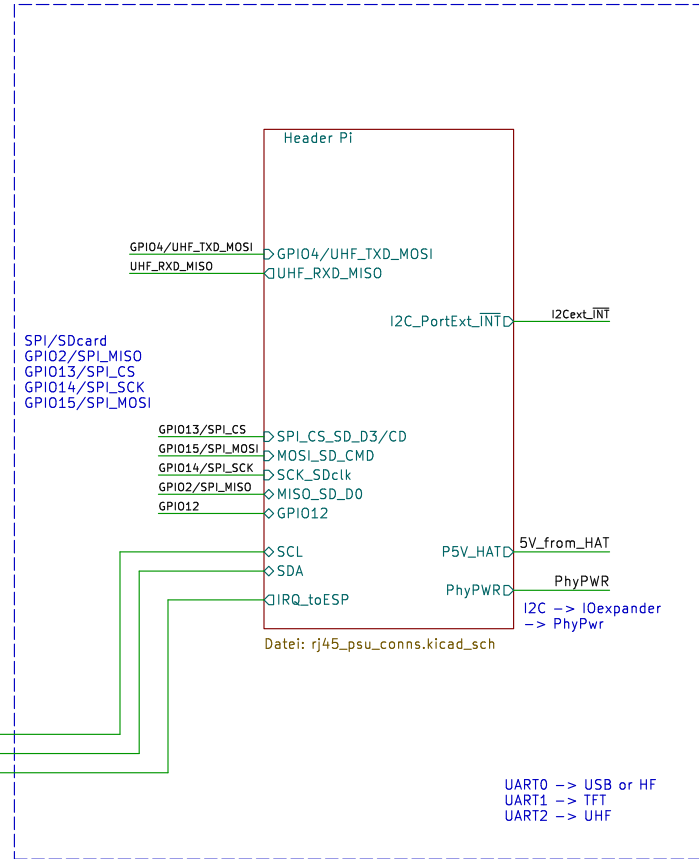 Header Pi
GPIO4/UHF_TXD_MOSI
GPIO4/UHF_TXD_MOSI
UHF_RXD_MISO
UHF_RXD_MISO
I2C_PortExt_INT
I2Cext_INT
SPI/SDcard
GPIO2/SPI_MISO
GPIO13/SPI_CS
GPIO14/SPI_SCK
GPIO15/SPI_MOSI
GPIO13/SPI_CS
SPI_CS_SD_D3/CD
GPIO15/SPI_MOSI
MOSI_SD_CMD
GPIO14/SPI_SCK
SCK_SDclk
GPIO2/SPI_MISO
MISO_SD_D0
GPIO12
GPIO12
SCL
P5V_HAT
5V_from_HAT
SDA
PhyPWR
PhyPWR
IRQ_toESP
I2C -> IOexpander
-> PhyPwr
Datei: rj45_psu_conns.kicad_sch
UART0 -> USB or HF
UART1 -> TFT
UART2 -> UHF